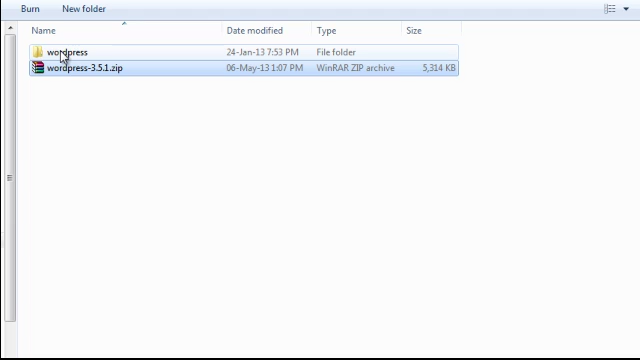 Burn New folder
Name Date modified Type Size
wordpress 24-Jan-13 7:53 PM File folder
wordpress-3.5.1.zip 06-May-13 1:07 PM WinRAR ZIP archive 5,314 KB